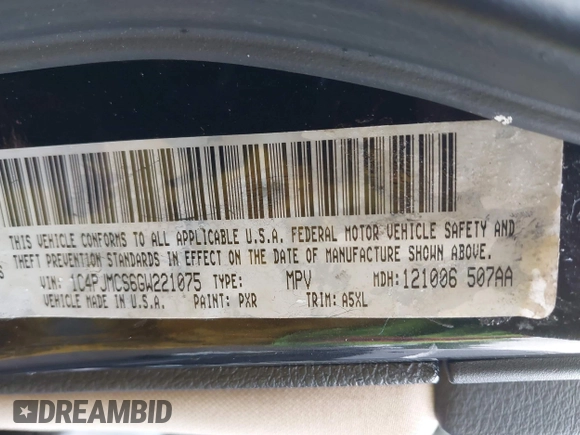 THIS VEHICLE CONFORMS TO ALL APPLICABLE U.S.A. FEDERAL MOTOR VEHICLE SAFETY AND
THEFT PREVENTION STANDARDS IN EFFECT ON THE DATE OF MANUFACTURE SHOWN ABOVE.
VIN: 1C4PJMCS6GW221075 TYPE: MPV MDH: 121006 507AA
VEHICLE MADE IN U.S.A. PAINT: PXR TRIM: A5XL
DREAMBID